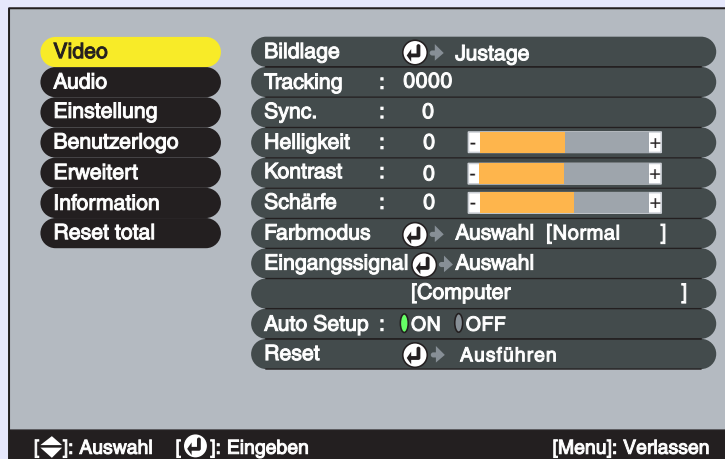 Video
Audio
Einstellung
Benutzerlogo
Erweitert
Information
Reset total
Bildlage Justage
Tracking : 0000
Sync. : 0
Helligkeit : 0 - +
Kontrast : 0 - +
Schärfe : 0 - +
Farbmodus Auswahl [Normal ]
Eingangssignal Auswahl
[Computer ]
Auto Setup : ON OFF
Reset Ausführen
[ ]: Auswahl [ ]: Eingeben [Menu]: Verlassen